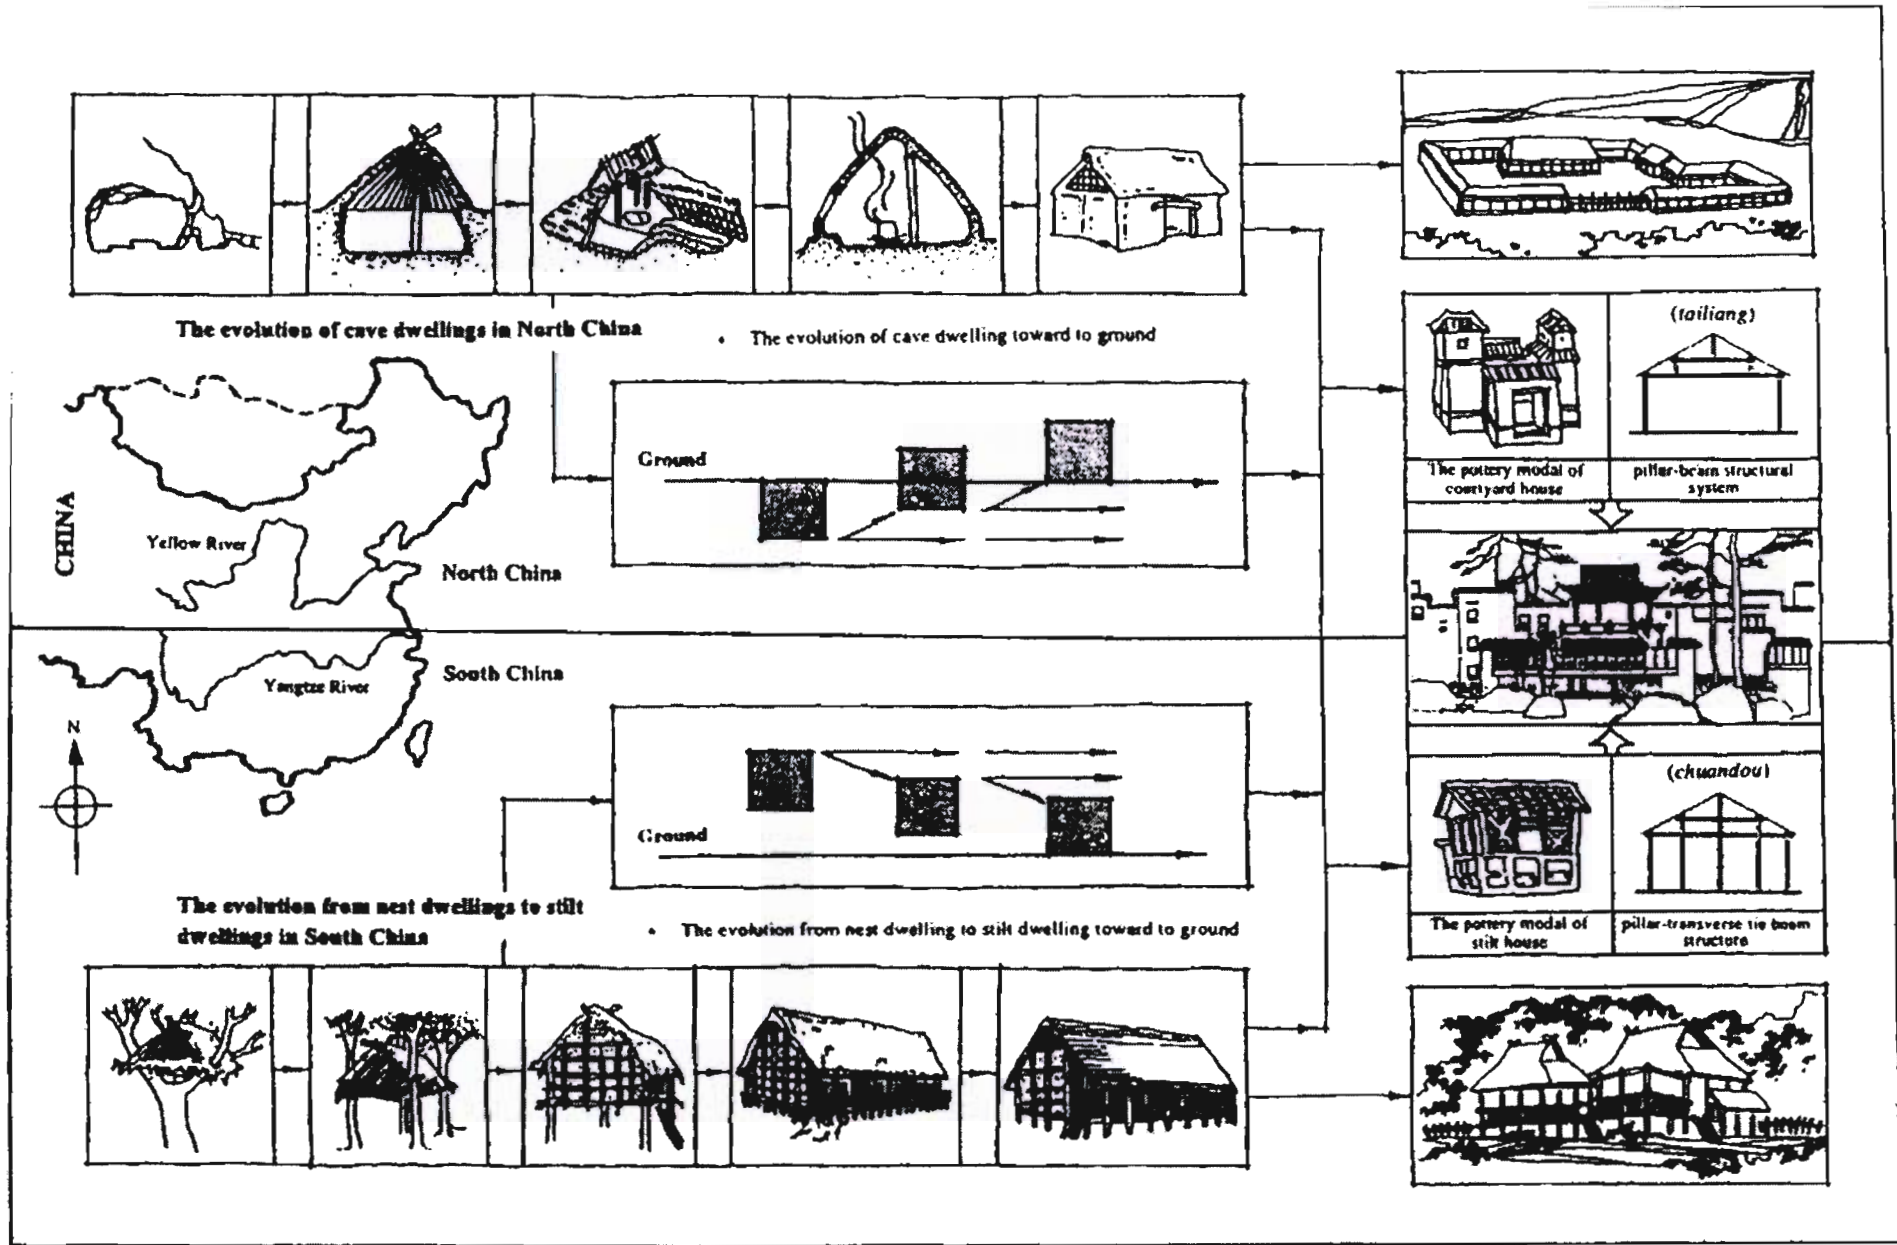 The evolution of cave dwellings in North China
• The evolution of cave dwelling toward to ground
(tailiang)
The pottery modal of
courtyard house
pillar-beam structural
system
Ground
CHINA
Yellow River
North China
South China
Yangtze River
N
Ground
(chuandou)
The pottery modal of
stilt house
pillar-transverse tie beam
structure
The evolution from nest dwellings to stilt
dwellings in South China
• The evolution from nest dwelling to stilt dwelling toward to ground